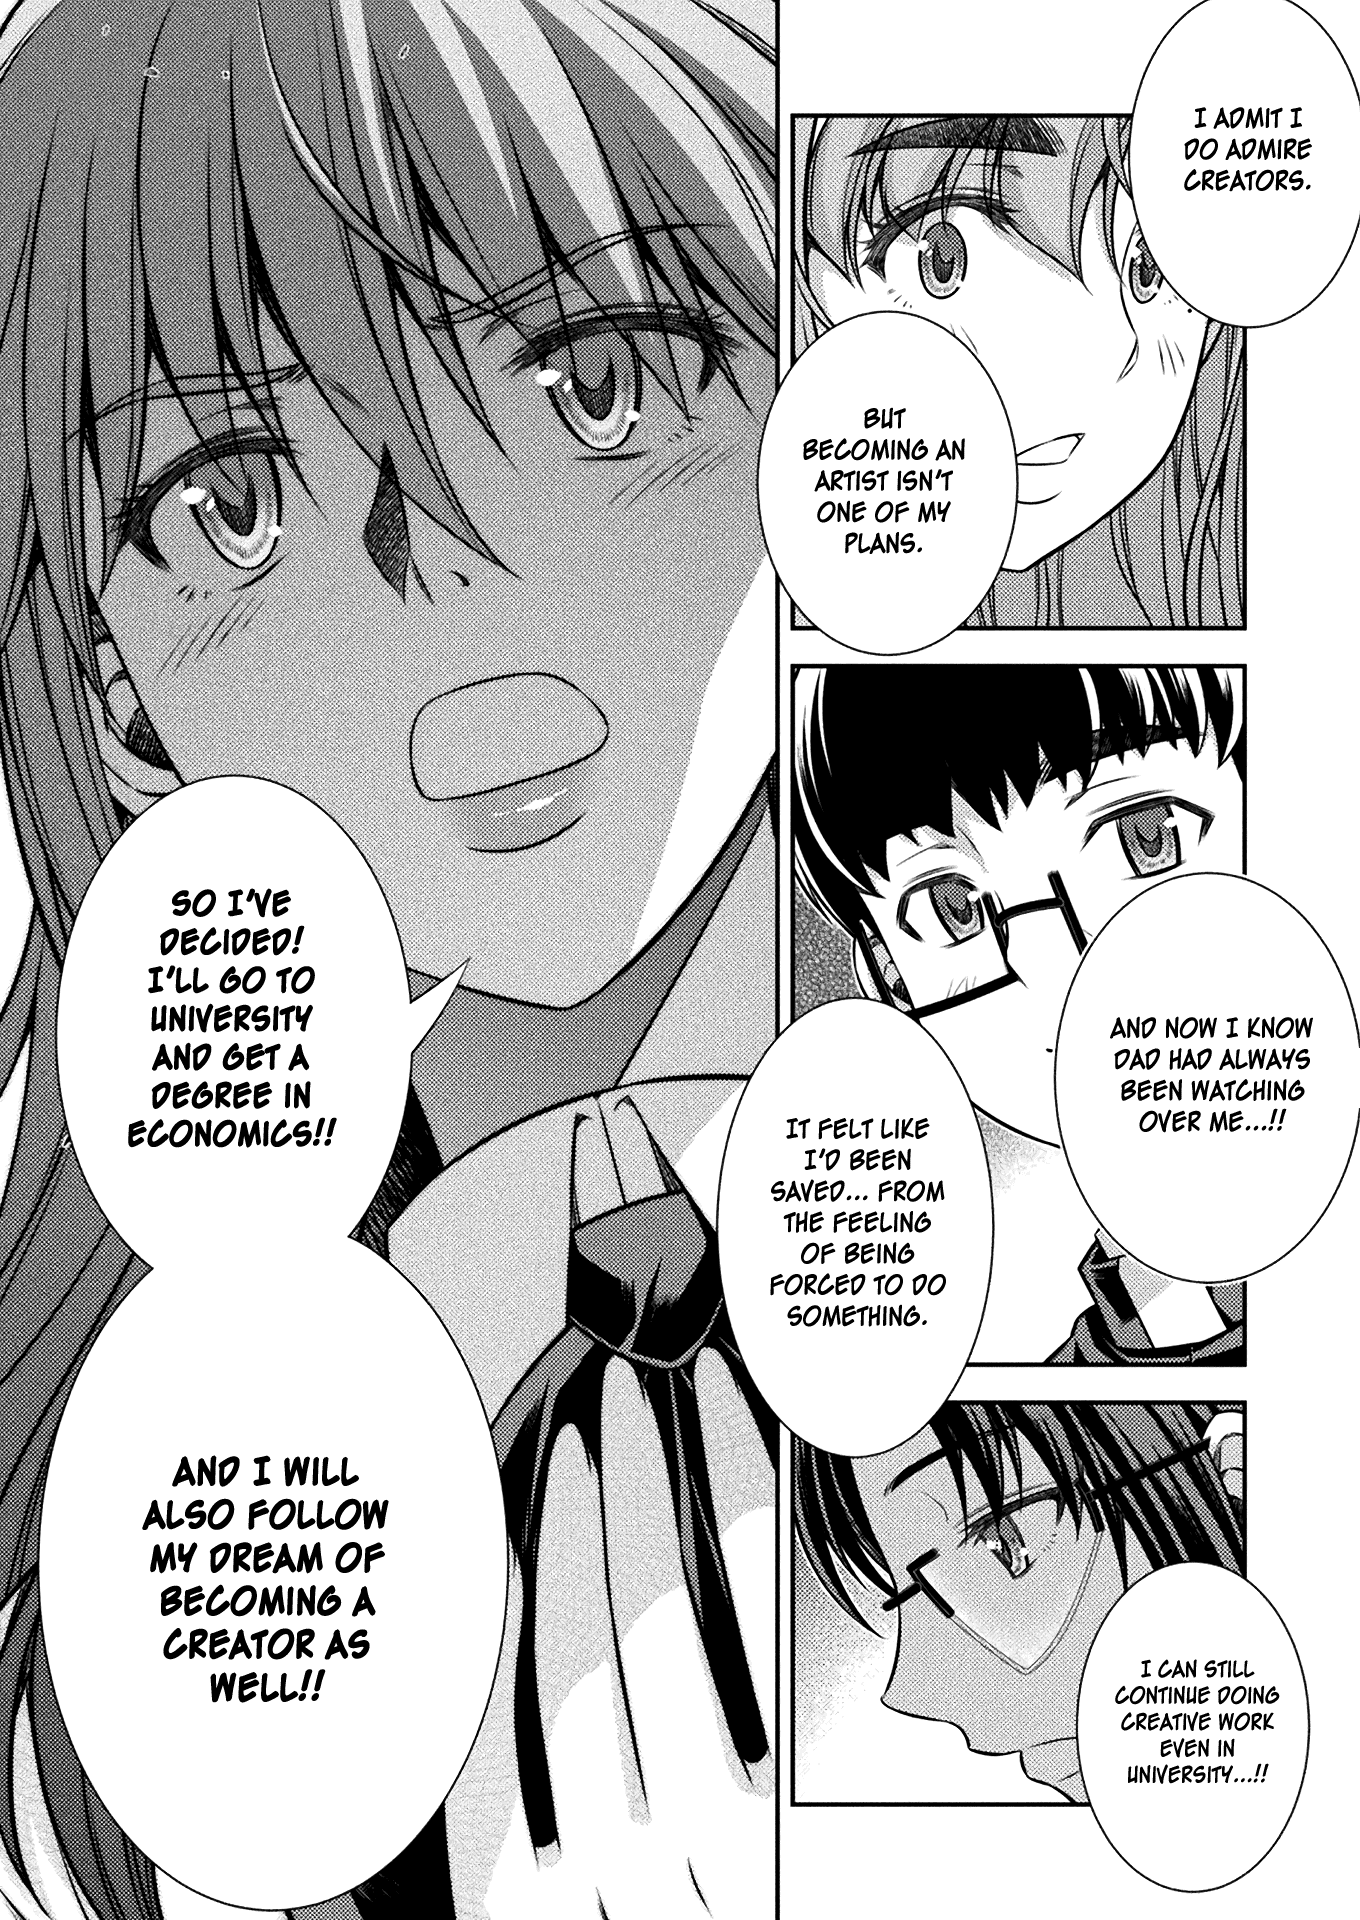 I ADMIT I
DO ADMIRE
CREATORS.
BUT
BECOMING AN
ARTIST ISN'T
ONE OF MY
PLANS.
AND NOW I KNOW
DAD HAD ALWAYS
BEEN WATCHING
OVER ME...!!
IT FELT LIKE
I'D BEEN
SAVED... FROM
THE FEELING
OF BEING
FORCED TO DO
SOMETHING.
I CAN STILL
CONTINUE DOING
CREATIVE WORK
EVEN IN
UNIVERSITY...!!
SO I'VE
DECIDED!
I'LL GO TO
UNIVERSITY
AND GET A
DEGREE IN
ECONOMICS!!
AND I WILL
ALSO FOLLOW
MY DREAM OF
BECOMING A
CREATOR AS
WELL!!